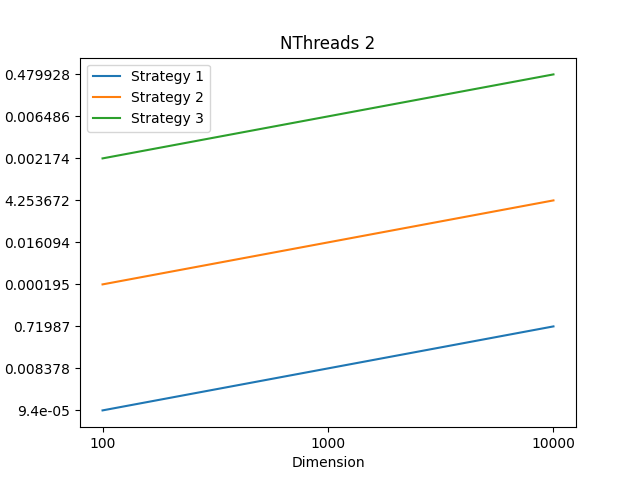 NThreads 2
Strategy 1
Strategy 2
Strategy 3
0.479928
0.006486
0.002174
4.253672
0.016094
0.000195
0.71987
0.008378
9.4e-05
100 1000 10000
Dimension